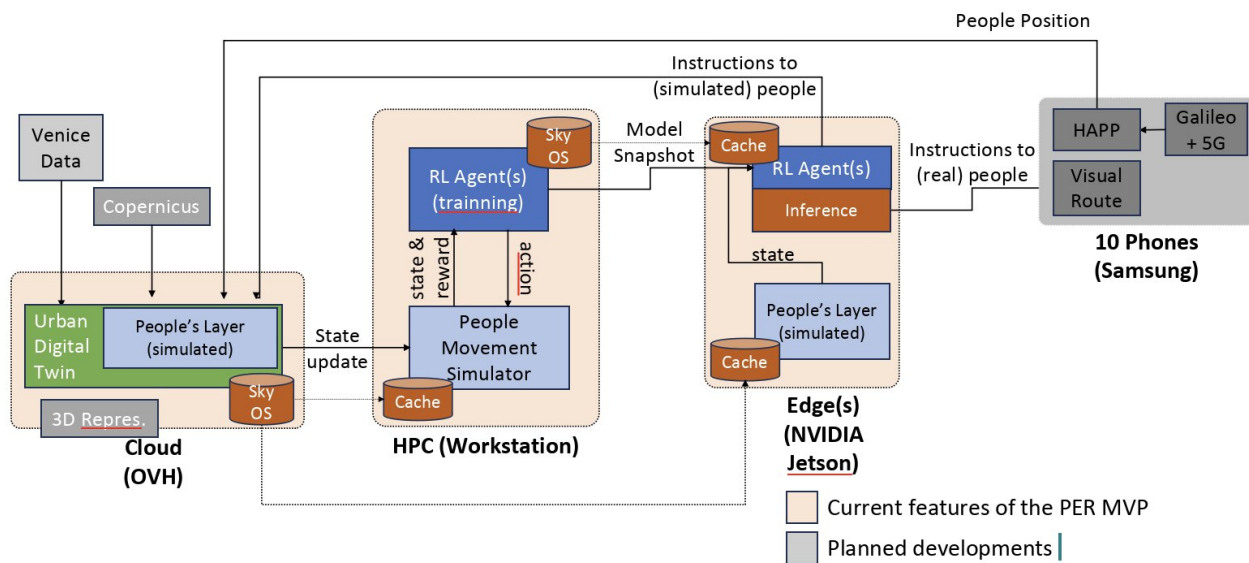 People Position
Instructions to
(simulated) people
Venice
Data
Copernicus
Sky
OS
Model
Snapshot
Cache
RL Agent(s)
(trainning)
RL Agent(s)
Inference
Instructions to
(real) people
HAPP
Galileo
+ 5G
Visual
Route
10 Phones
(Samsung)
state &
reward
action
state
Urban
Digital
Twin
People's Layer
(simulated)
State
update
People
Movement
Simulator
People's Layer
(simulated)
Cache
Sky
OS
Cache
3D Repres.
Cloud
(OVH)
HPC (Workstation)
Edge(s)
(NVIDIA
Jetson)
Current features of the PER MVP
Planned developments